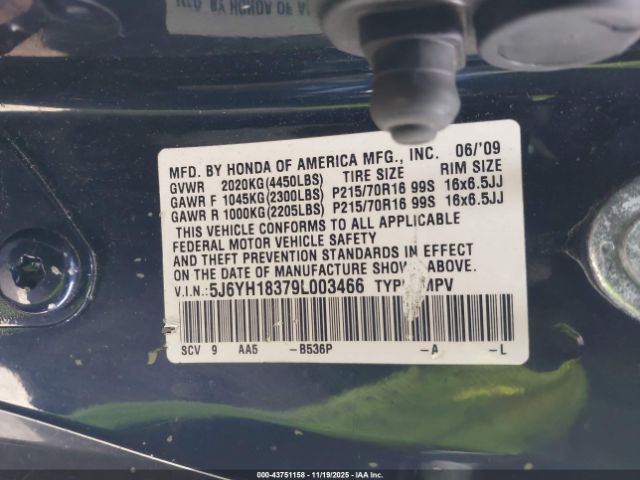 MFD. BY HONDA OF AMERICA MFG., INC. 06/'09
GVWR 2020KG(4450LBS) TIRE SIZE RIM SIZE
GAWR F 1045KG(2300LBS) P215/70R16 99S 16x6.5JJ
GAWR R 1000KG(2205LBS) P215/70R16 99S 16x6.5JJ
THIS VEHICLE CONFORMS TO ALL APPLICABLE
FEDERAL MOTOR VEHICLE SAFETY
AND THEFT PREVENTION STANDARDS IN EFFECT
ON THE DATE OF MANUFACTURE SHOWN ABOVE.
V.I.N.: 5J6YH18379L003466 MPV
SCV 9 AA5 -B536P -A -L
000-43751158 - 11/19/2025 - IAA Inc.